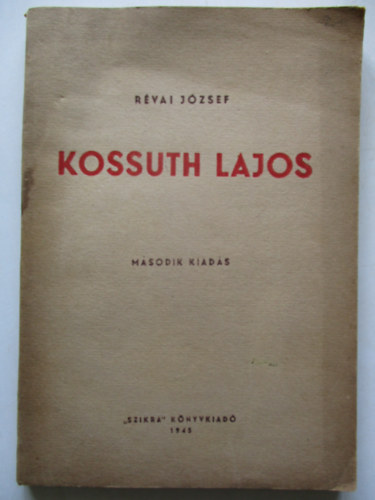 RÉVAI JÓZSEF
KOSSUTH LAJOS
MÁSODIK KIADÁS
„SZIKRA” KÖNYVKIADÓ
1945